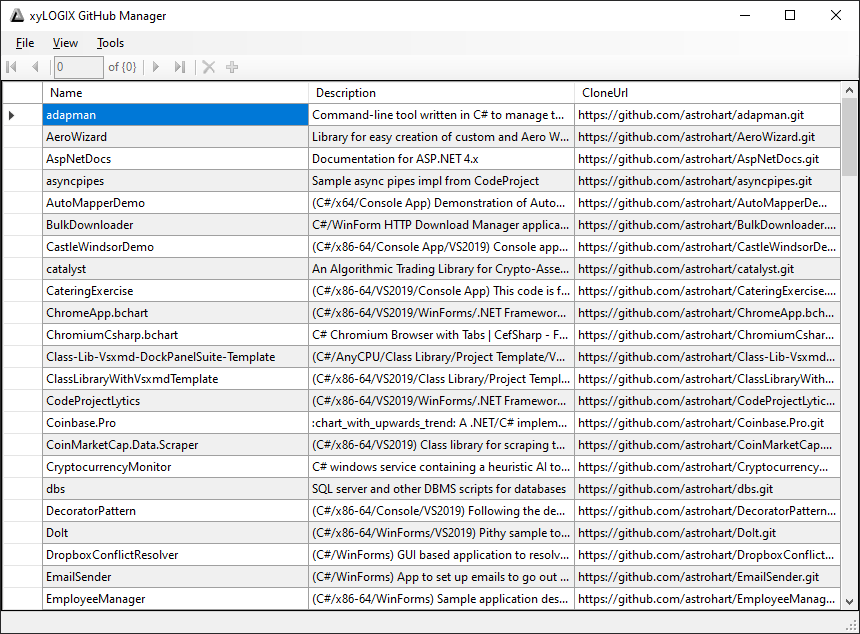 xyLOGIX GitHub Manager
File View Tools
0 of {0}
Name Description CloneUrl
adapman Command-line tool written in C# to manage t... https://github.com/astrohart/adapman.git
AeroWizard Library for easy creation of custom and Aero W... https://github.com/astrohart/AeroWizard.git
AspNetDocs Documentation for ASP.NET 4.x https://github.com/astrohart/AspNetDocs.git
asyncpipes Sample async pipes impl from CodeProject https://github.com/astrohart/asyncpipes.git
AutoMapperDemo (C#/x64/Console App) Demonstration of Auto... https://github.com/astrohart/AutoMapperDe...
BulkDownloader C#/WinForm HTTP Download Manager applica... https://github.com/astrohart/BulkDownloader....
CastleWindsorDemo (C#/x86-64/Console App/VS2019) Console app... https://github.com/astrohart/CastleWindsorDe...
catalyst An Algorithmic Trading Library for Crypto-Asse... https://github.com/astrohart/catalyst.git
CateringExercise (C#/x86-64/VS2019/Console App) This code is f... https://github.com/astrohart/CateringExercise....
ChromeApp.bchart (C#/x86-64/VS2019/WinForms/.NET Framewor... https://github.com/astrohart/ChromeApp.bch...
ChromiumCsharp.bchart C# Chromium Browser with Tabs | CefSharp - F... https://github.com/astrohart/ChromiumCshar...
Class-Lib-Vsxmd-DockPanelSuite-Template (C#/AnyCPU/Class Library/Project Template/V... https://github.com/astrohart/Class-Lib-Vsxmd...
ClassLibraryWithVsxmdTemplate (C#/x86-64/VS2019/Class Library/Project Templ... https://github.com/astrohart/ClassLibraryWith...
CodeProjectLytics (C#/x86-64/VS2019/WinForms/.NET Framewor... https://github.com/astrohart/CodeProjectLytic...
Coinbase.Pro :chart_with_upwards_trend: A .NET/C# implem... https://github.com/astrohart/Coinbase.Pro.git
CoinMarketCap.Data.Scraper (C#/x86-64/VS2019) Class library for scraping t... https://github.com/astrohart/CoinMarketCap....
CryptocurrencyMonitor C# windows service containing a heuristic AI to... https://github.com/astrohart/Cryptocurrency...
dbs SQL server and other DBMS scripts for databases https://github.com/astrohart/dbs.git
DecoratorPattern (C#/x86-64/Console/VS2019) Following the de... https://github.com/astrohart/DecoratorPattern...
DoIt (C#/x86-64/WinForms/VS2019) Pithy sample to... https://github.com/astrohart/DoIt.git
DropboxConflictResolver (C#/WinForms) GUI based application to resolv... https://github.com/astrohart/DropboxConflict...
EmailSender (C#/WinForms) App to set up emails to go out ... https://github.com/astrohart/EmailSender.git
EmployeeManager (C#/x86-64/WinForms) Sample application des... https://github.com/astrohart/EmployeeManag...